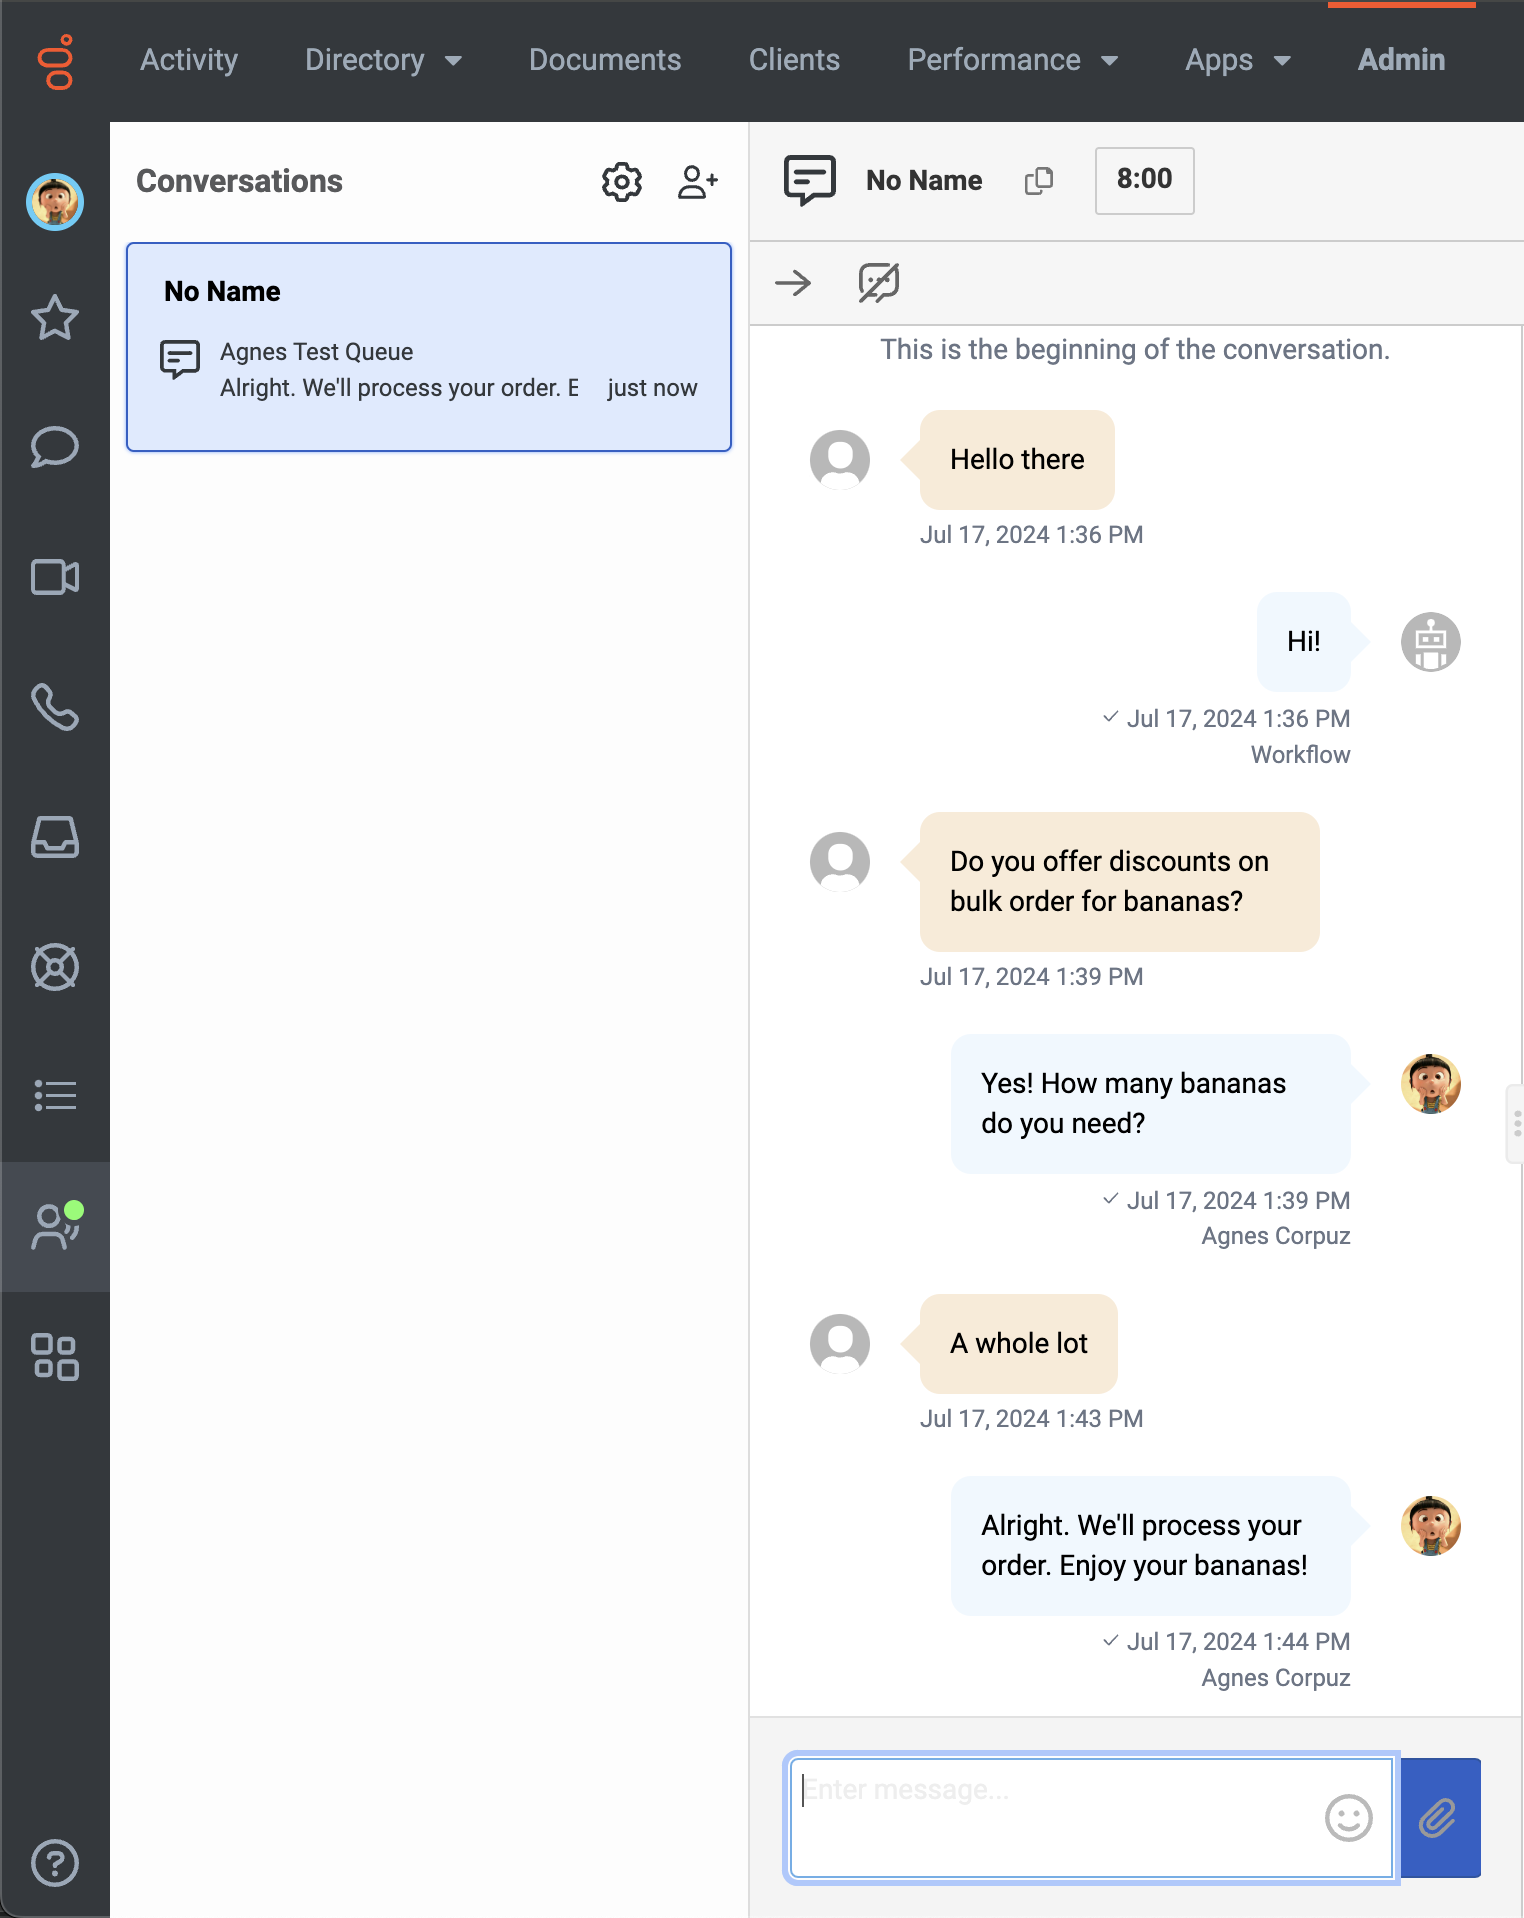 Activity Directory Documents Clients Performance Apps Admin
Conversations
No Name
Agnes Test Queue
Alright. We'll process your order. E just now
No Name 8:00
This is the beginning of the conversation.
Hello there
Jul 17, 2024 1:36 PM
Hi!
Jul 17, 2024 1:36 PM
Workflow
Do you offer discounts on
bulk order for bananas?
Jul 17, 2024 1:39 PM
Yes! How many bananas
do you need?
Jul 17, 2024 1:39 PM
Agnes Corpuz
A whole lot
Jul 17, 2024 1:43 PM
Alright. We'll process your
order. Enjoy your bananas!
Jul 17, 2024 1:44 PM
Agnes Corpuz
Enter message...